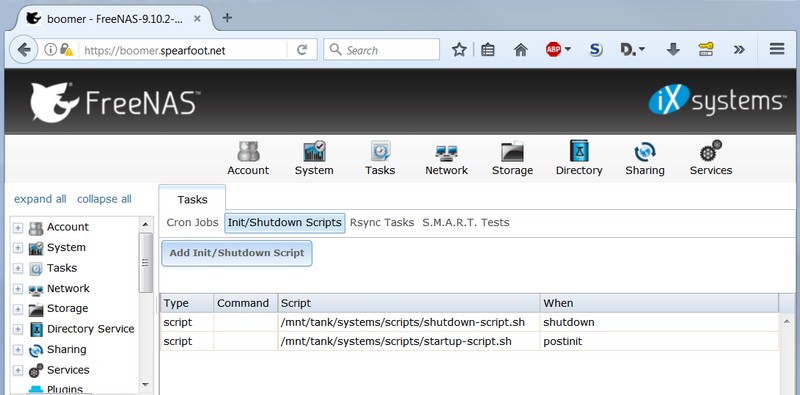 boomer - FreeNAS-9.10.2-...
https://boomer.spearfoot.net
Search
ABP
S
D.
FreeNAS™
iX systems™
Account System Tasks Network Storage Directory Sharing Services
expand all collapse all
Tasks
Cron Jobs Init/Shutdown Scripts Rsync Tasks S.M.A.R.T. Tests
Add Init/Shutdown Script
Account
System
Tasks
Network
Storage
Directory Service
Sharing
Services
Plugins
Type Command Script When
script /mnt/tank/systems/scripts/shutdown-script.sh shutdown
script /mnt/tank/systems/scripts/startup-script.sh postinit